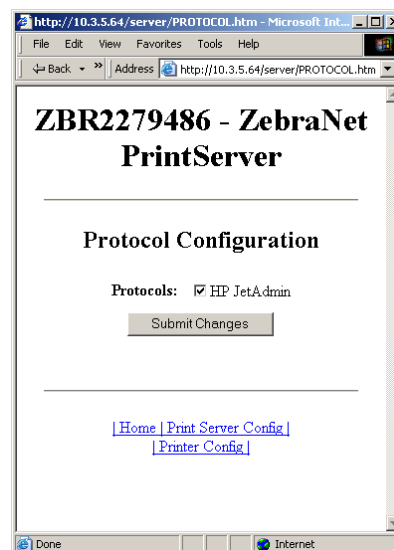 http://10.3.5.64/server/PROTOCOL.htm - Microsoft Int...
File Edit View Favorites Tools Help
Back » Address http://10.3.5.64/server/PROTOCOL.htm
ZBR2279486 - ZebraNet
PrintServer
Protocol Configuration
Protocols: HP JetAdmin
Submit Changes
| Home | Print Server Config |
| Printer Config |
Done Internet